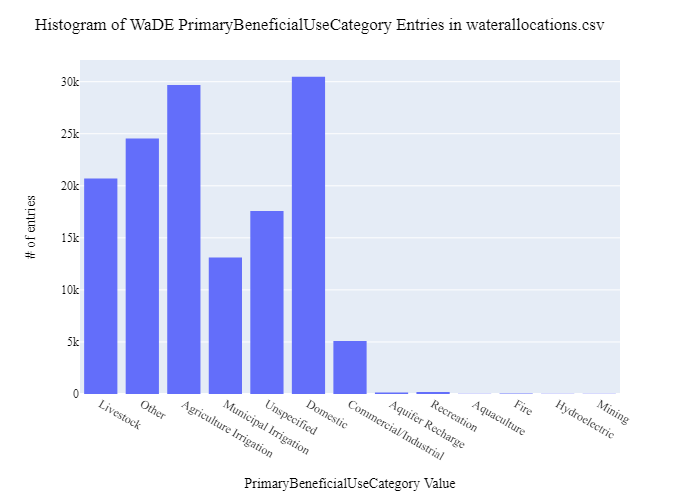 Histogram of WaDE PrimaryBeneficialUseCategory Entries in waterallocations.csv
30k
25k
20k
15k
10k
5k
0
# of entries
Livestock
Other
Agriculture Irrigation
Municipal Irrigation
Unspecified
Domestic
Commercial/Industrial
Aquifer Recharge
Recreation
Aquaculture
Fire
Hydroelectric
Mining
PrimaryBeneficialUseCategory Value